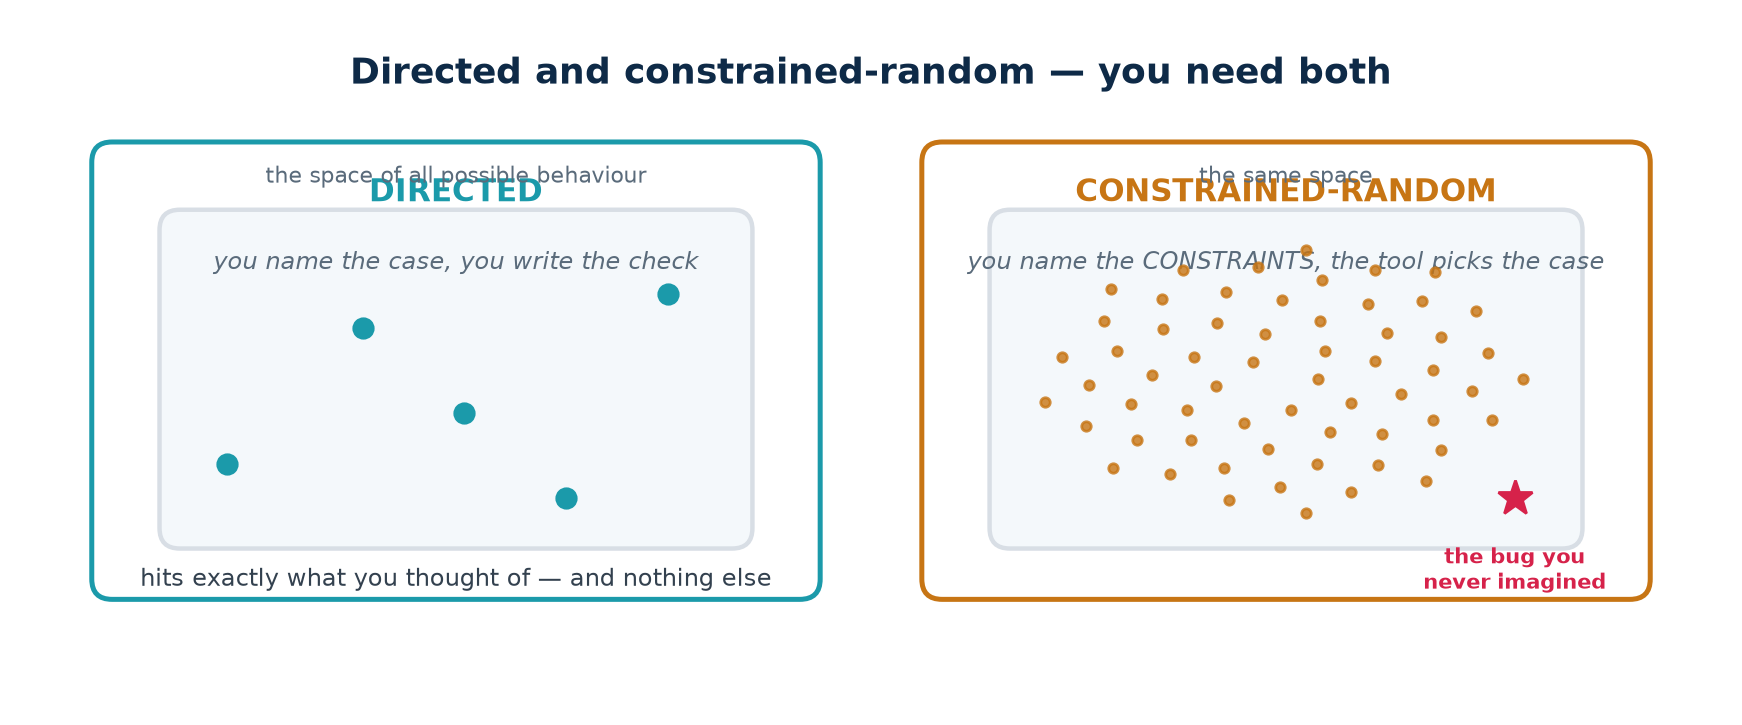 Directed and constrained-random — you need both
the space of all possible behaviour
DIRECTED
you name the case, you write the check
hits exactly what you thought of — and nothing else
the same space
CONSTRAINED-RANDOM
you name the CONSTRAINTS, the tool picks the case
the bug you
never imagined